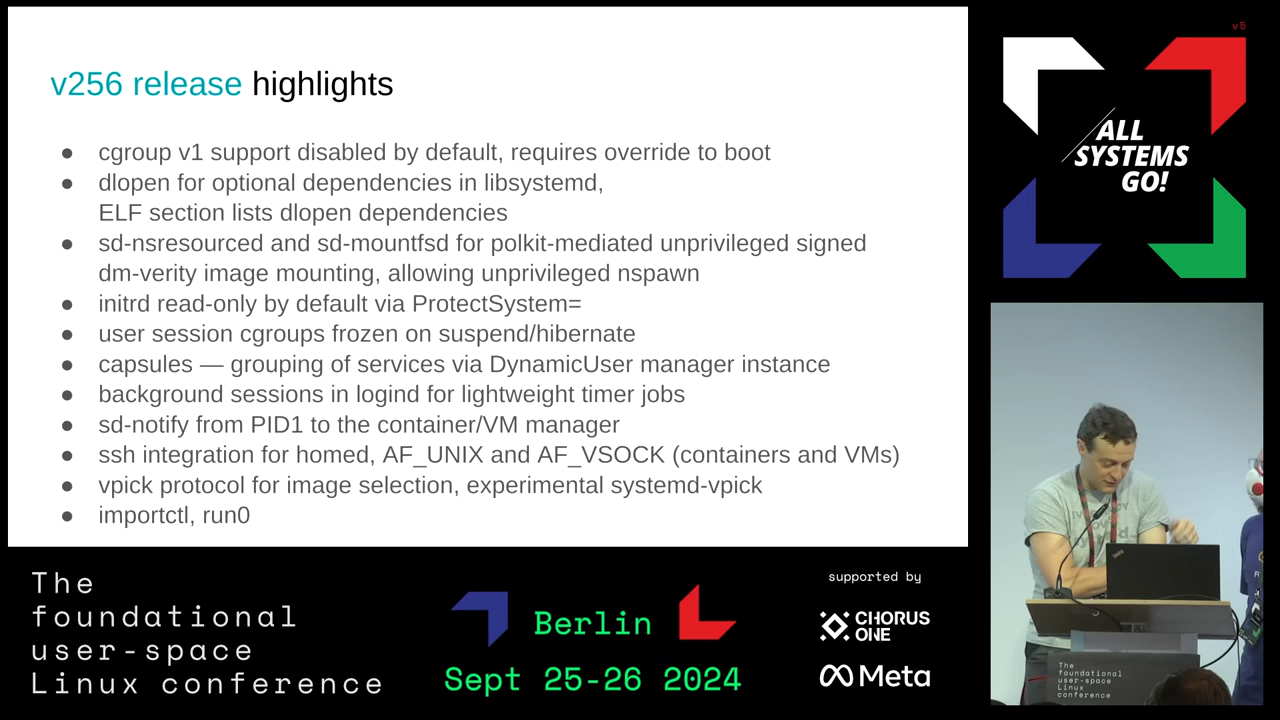 v256 release highlights
● cgroup v1 support disabled by default, requires override to boot
● dlopen for optional dependencies in libsystemd,
ELF section lists dlopen dependencies
● sd-nsresourced and sd-mountfsd for polkit-mediated unprivileged signed
dm-verity image mounting, allowing unprivileged nspawn
● initrd read-only by default via ProtectSystem=
● user session cgroups frozen on suspend/hibernate
● capsules — grouping of services via DynamicUser manager instance
● background sessions in logind for lightweight timer jobs
● sd-notify from PID1 to the container/VM manager
● ssh integration for homed, AF_UNIX and AF_VSOCK (containers and VMs)
● vpick protocol for image selection, experimental systemd-vpick
● importctl, run0
v5
ALL
SYSTEMS
GO!
The
foundational
user-space
Linux conference
Berlin
Sept 25-26 2024
supported by
CHORUS
ONE
Meta
The
foundational
user-space
Linux
conference